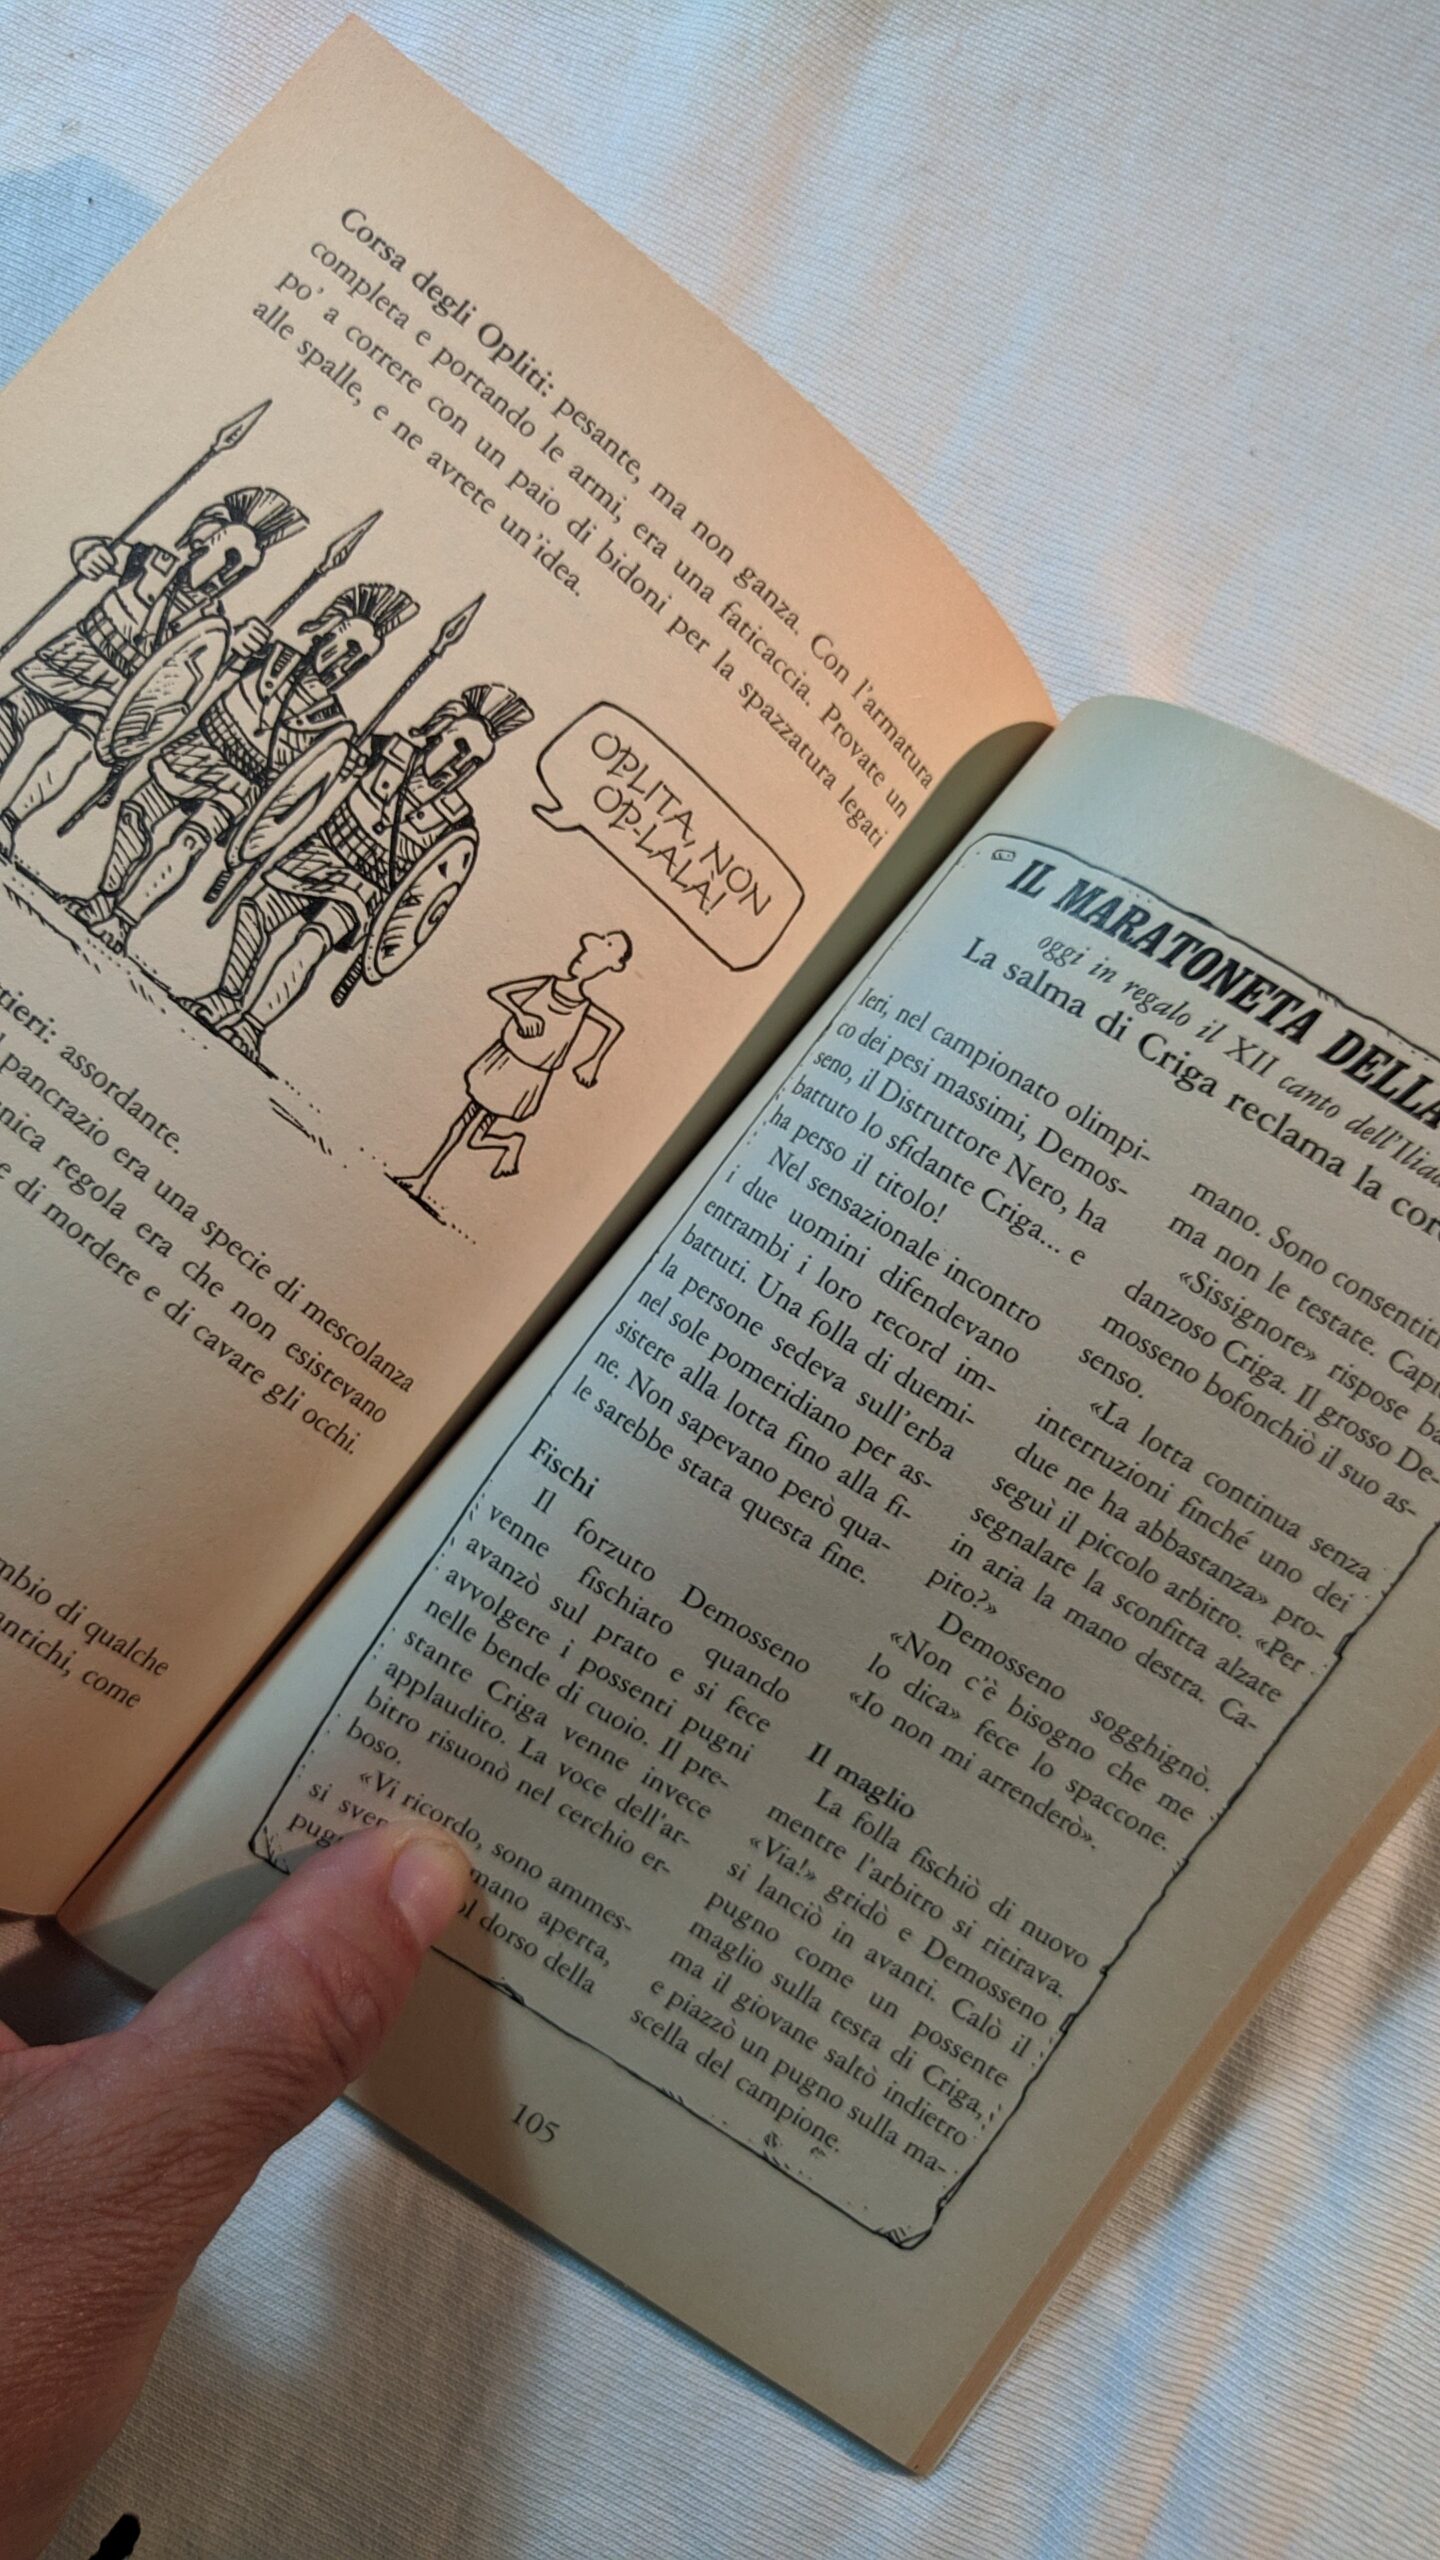 Corsa degli Opliti: pesante, ma non ganza. Con l'armatura
completa e portando le armi, era una faticaccia. Provate un
po' a correre con un paio di bidoni per la spazzatura legati
alle spalle, e ne avrete un'idea.
OPLITA, NON
OP-LALÀ!
assordante.
pancrazio era una specie di mescolanza
regola era che non esistevano
di mordere e di cavare gli occhi.
di qualche
antichi, come
IL MARATONETA DELLA
oggi in regalo il XII canto dell'Iliade
La salma di Criga reclama la
Ieri, nel campionato olimpi-
co dei pesi massimi, Demos-
seno, il Distruttore Nero, ha
battuto lo sfidante Criga... e
ha perso il titolo!
Nel sensazionale incontro
i due uomini difendevano
entrambi i loro record im-
battuti. Una folla di duemi-
la persone sedeva sull'erba
nel sole pomeridiano per as-
sistere alla lotta fino alla fi-
ne. Non sapevano però qua-
le sarebbe stata questa fine.
Fischi
Il forzuto Demosseno
venne fischiato quando
avanzò sul prato e si fece
avvolgere i possenti pugni
nelle bende di cuoio. Il pre-
stante Criga venne invece
applaudito. La voce dell'ar-
bitro risuonò nel cerchio er-
boso.
«Vi ricordo, sono ammes-
si
mano aperta,
dorso della
mano. Sono consentiti
ma non le testate.
«Sissignore» rispose
danzoso Criga. Il grosso De-
mosseno bofonchiò il suo as-
senso.
«La lotta continua senza
interruzioni finché uno dei
due ne ha abbastanza» pro-
seguì il piccolo arbitro. «Per
segnalare la sconfitta alzate
in aria la mano destra. Ca-
pito?»
Demosseno sogghignò.
«Non c'è bisogno che me
lo dica» fece lo spaccone.
«Io non mi arrenderò».
Il maglio
La folla fischiò di nuovo
mentre l'arbitro si ritirava.
«Via!» gridò e Demosseno
si lanciò in avanti. Calò il
pugno come un possente
maglio sulla testa di Criga,
ma il giovane saltò indietro
e piazzò un pugno sulla ma-
scella del campione.
105